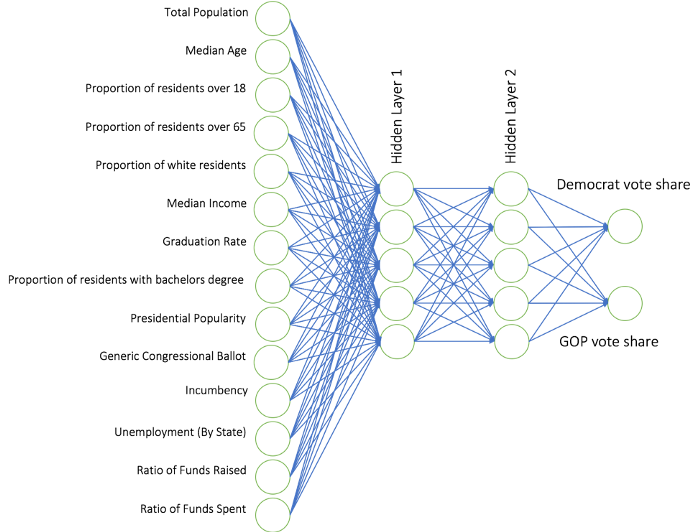 Total Population
Median Age
Proportion of residents over 18
Proportion of residents over 65
Proportion of white residents
Median Income
Graduation Rate
Proportion of residents with bachelors degree
Presidential Popularity
Generic Congressional Ballot
Incumbency
Unemployment (By State)
Ratio of Funds Raised
Ratio of Funds Spent
Hidden Layer 1
Hidden Layer 2
Democrat vote share
GOP vote share